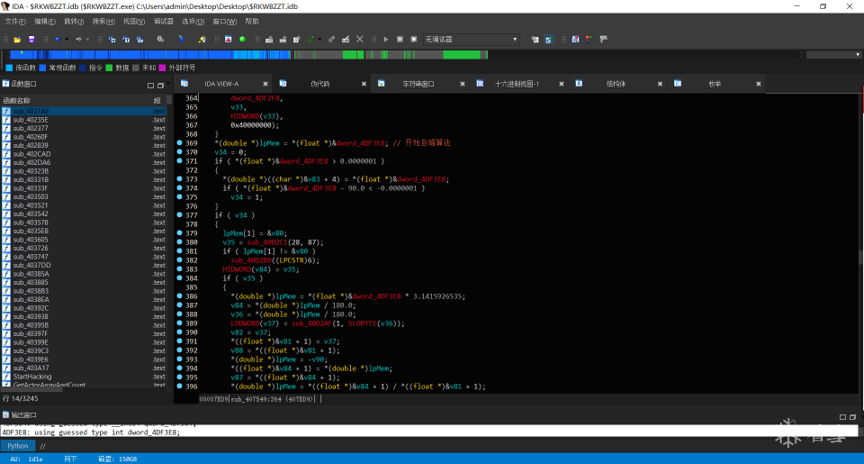 IDA - $RKWBZZT.idb ($RKWBZZT.exe) C:\Users\admin\Desktop\Desktop\$RKWBZZT.idb
文件(F) 编辑(E) 跳转(J) 搜索(H) 视图(V) 调试器 选项(O) 窗口(W) 帮助
无调试器
库函数 常规函数 指令 数据 未知 外部符号
函数窗口
IDA VIEW-A 伪代码 字符串窗口 十六进制视图-1 结构体 枚举
函数名称 段
sub_4021A6 .text
sub_40235E .text
sub_402377 .text
sub_40260F .text
sub_402839 .text
sub_402CAD .text
sub_402DA6 .text
sub_40323B .text
sub_40331B .text
sub_40333F .text
sub_403503 .text
sub_403521 .text
sub_403542 .text
sub_403578 .text
sub_4035EB .text
sub_403605 .text
sub_403726 .text
sub_403747 .text
sub_4037DD .text
sub_40385A .text
sub_403885 .text
sub_4038B3 .text
sub_4038EA .text
sub_40392C .text
sub_403938 .text
sub_40395B .text
sub_40397F .text
sub_40399E .text
sub_4039C3 .text
sub_4039E6 .text
sub_403A17 .text
StartHacking .text
GetActorArrayAndCount .text
行 14/3245
364 dword_4DF2F4,
365 v33,
366 HIDWORD(v33),
367 0x40000000);
368 }
369 *(double *)lpMem = *(float *)&dword_4DF3E8; // 开始自瞄算法
370 v34 = 0;
371 if ( *(float *)&dword_4DF3E8 > 0.0000001 )
372 {
373 *(double *)((char *)&v83 + 4) = *(float *)&dword_4DF3E8;
374 if ( *(float *)&dword_4DF3E8 - 90.0 < -0.0000001 )
375 v34 = 1;
376 }
377 if ( v34 )
378 {
379 lpMem[1] = &v80;
380 v35 = sub_40D2C1(28, 87);
381 if ( lpMem[1] != &v80 )
382 sub_40D2BB((LPCSTR)6);
383 HIDWORD(v84) = v35;
384 if ( v35 )
385 {
386 *(double *)lpMem = *(float *)&dword_4DF3E8 * 3.1415926535;
387 v84 = *(double *)lpMem / 180.0;
388 v36 = *(double *)lpMem / 180.0;
389 LODWORD(v37) = sub_40D2AF(1, SLOBYTE(v36));
390 v82 = v37;
391 *((float *)&v81 + 1) = v37;
392 v88 = *((float *)&v81 + 1);
393 *(double *)lpMem = -v90;
394 *((float *)&v84 + 1) = *(double *)lpMem;
395 v87 = *((float *)&v84 + 1);
396 *(double *)lpMem = *((float *)&v84 + 1) / *((float *)&v81 + 1);
00007ED9 sub_407549:364 (407ED9)
输出窗口
4DF3E8: using guessed type int dword_4DF3E8;
Python //
AU: idle 向下 磁盘: 150GB